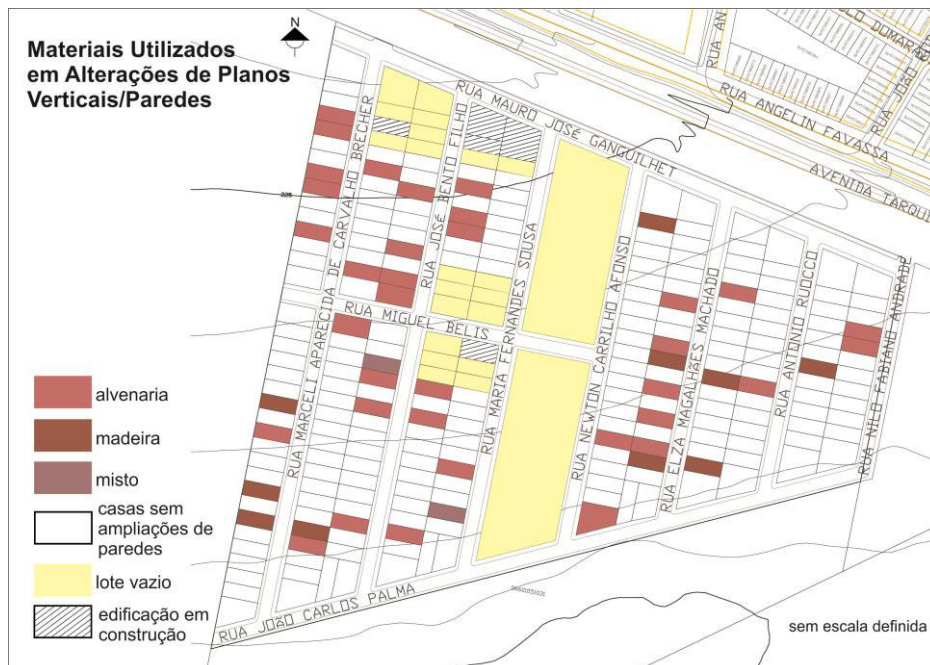 Materiais Utilizados
em Alterações de Planos
Verticais/Paredes
N
RUA MAURO JOSÉ GANGUILHET
RUA ANGELIN FAVASSA
RUA JOÃO
AVENIDA TARQUI
RUA MARCELI APARECIDA DE CARVALHO BRECHER
RUA JOSÉ BENTO FILHO
RUA MARIA FERNANDES SOUSA
RUA NEWTON CARRILHO AFONSO
RUA ELZA MAGALHÃES MACHADO
RUA ANTONIO RUOCCO
RUA NILO FABIANO ANDRADE
RUA MIGUEL BELIS
RUA JOÃO CARLOS PALMA
alvenaria
madeira
misto
casas sem
ampliações de
paredes
lote vazio
edificação em
construção
sem escala definida